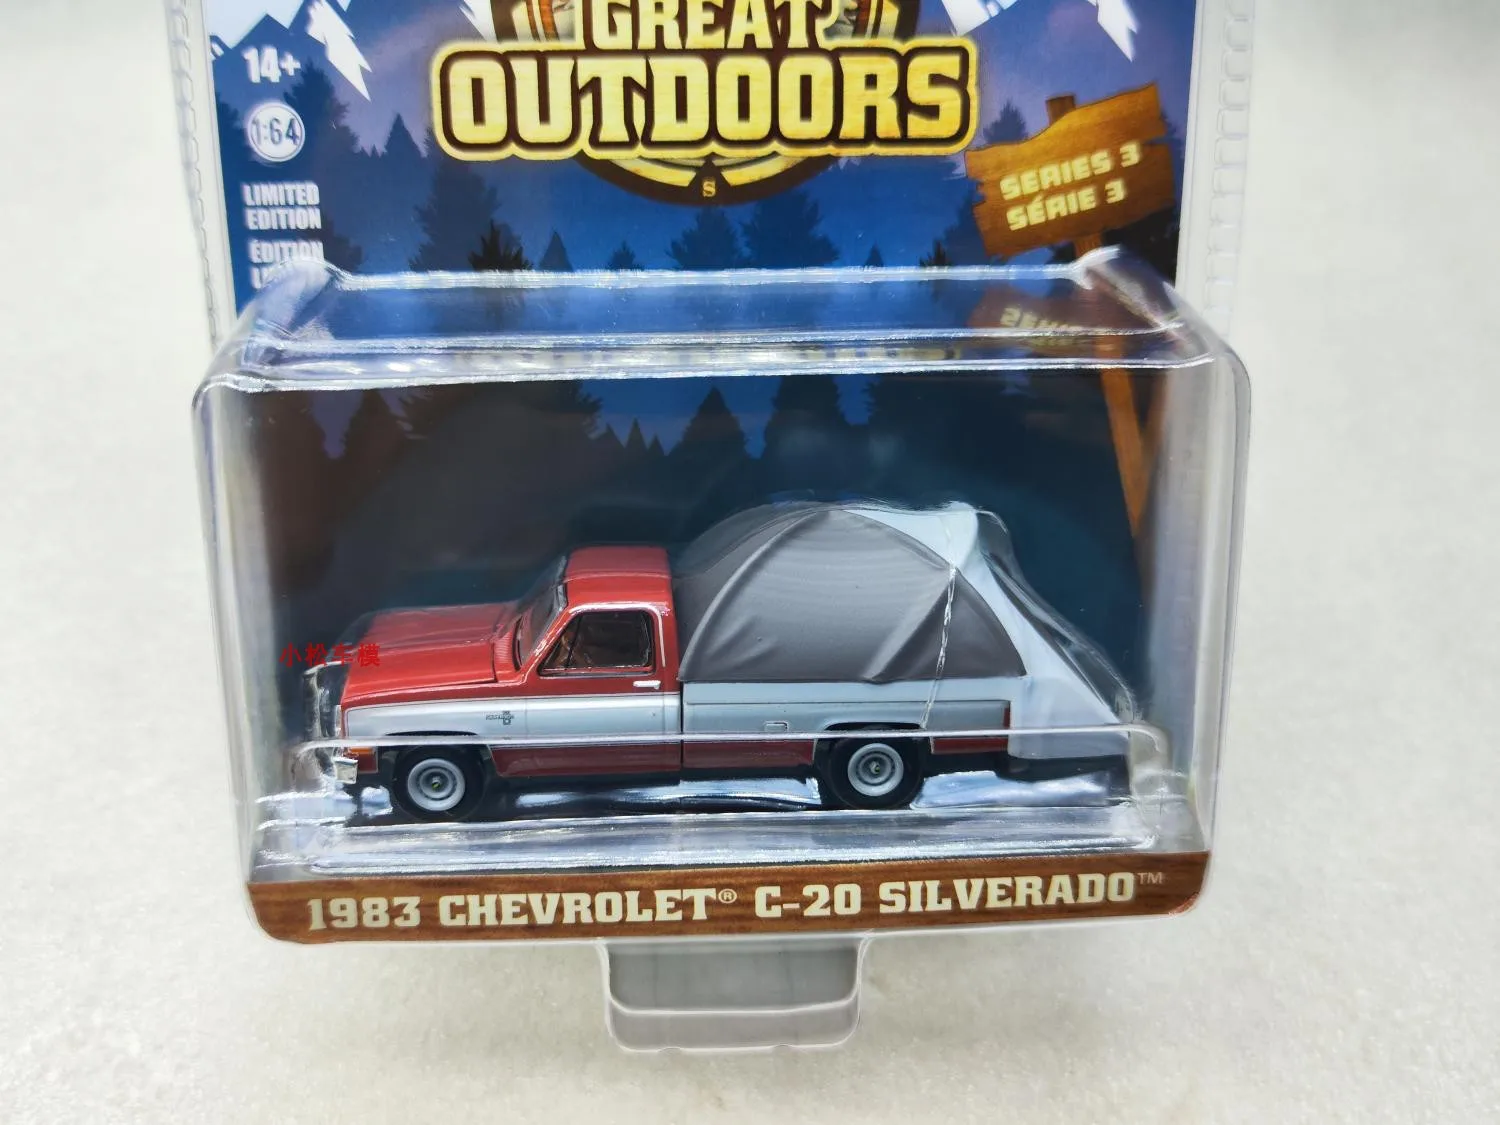 GREAT
OUTDOORS
S
14+
1:64
LIMITED
EDITION
ÉDITION
SERIES 3
SÉRIE 3
小松车模
1983 CHEVROLET® C-20 SILVERADO™